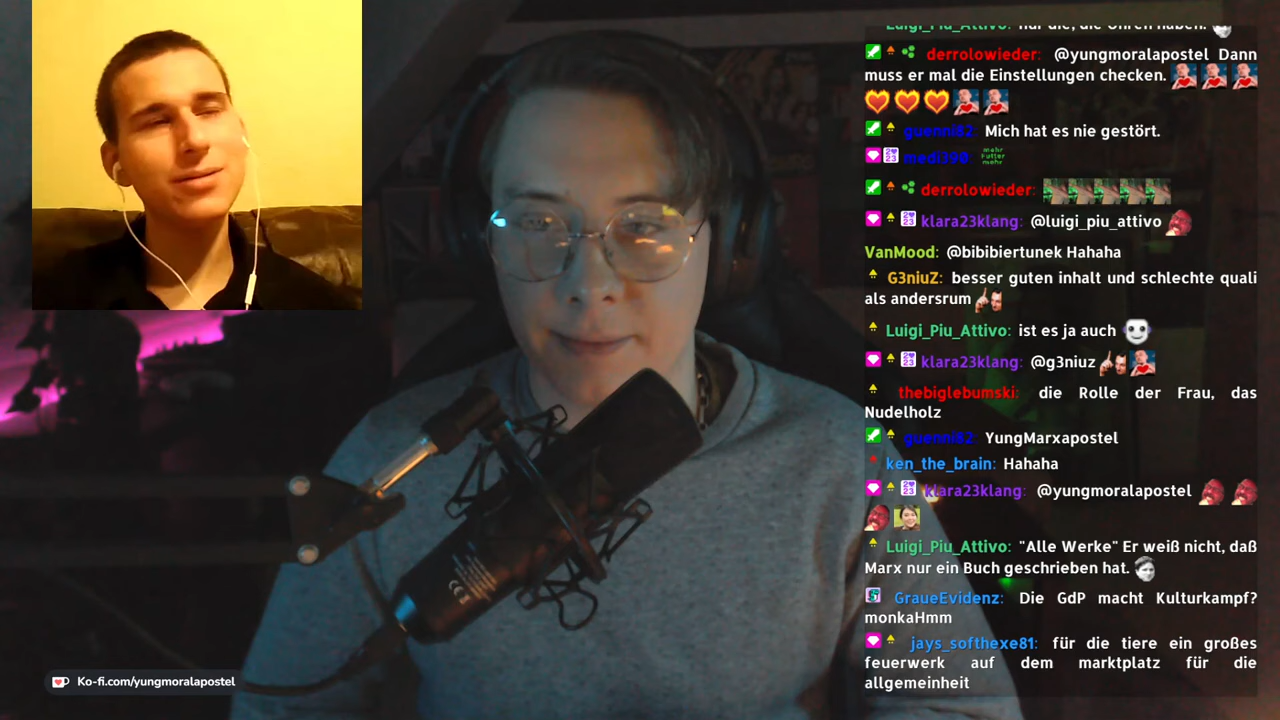 Luigi_Piu_Attivo: nur die, die Ohren haben.
derrolowieder: @yungmoralapostel Dann
muss er mal die Einstellungen checken.
guenni82: Mich hat es nie gestört.
medi390 mehr
Futter
mehr
derrolowieder:
klara23klang: @luigi_piu_attivo
VanMood: @bibibiertunek Hahaha
G3niuZ: besser guten inhalt und schlechte quali
als andersrum
Luigi_Piu_Attivo: ist es ja auch
klara23klang: @g3niuz
thebiglebumski: die Rolle der Frau, das
Nudelholz
guenni82: YungMarxapostel
ken_the_brain: Hahaha
klara23klang: @yungmoralapostel
Luigi_Piu_Attivo: "Alle Werke" Er weiß nicht, daß
Marx nur ein Buch geschrieben hat.
GraueEvidenz: Die GdP macht Kulturkampf?
monkaHmm
jays_softhexe81: für die tiere ein großes
feuerwerk auf dem marktplatz für die
allgemeinheit
Ko-fi.com/yungmoralapostel